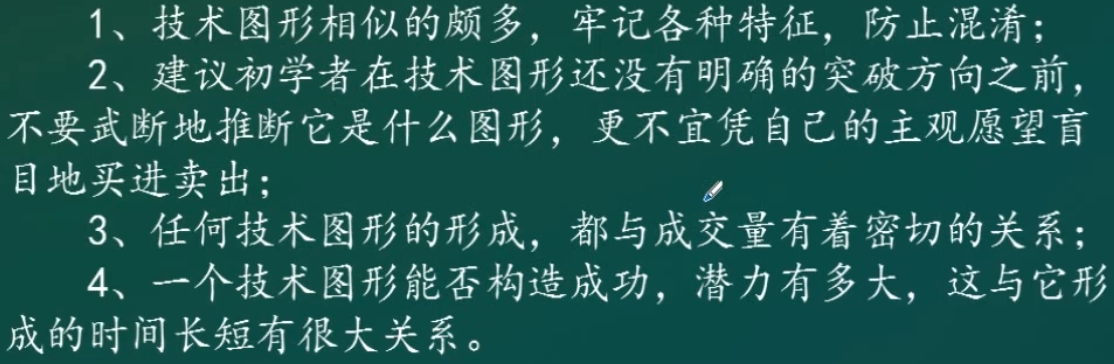 1、技术图形相似的颇多，牢记各种特征，防止混淆；
2、建议初学者在技术图形还没有明确的突破方向之前，
不要武断地推断它是什么图形，更不宜凭自己的主观愿望盲
目地买进卖出；
3、任何技术图形的形成，都与成交量有着密切的关系；
4、一个技术图形能否构造成功，潜力有多大，这与它形
成的时间长短有很大关系。